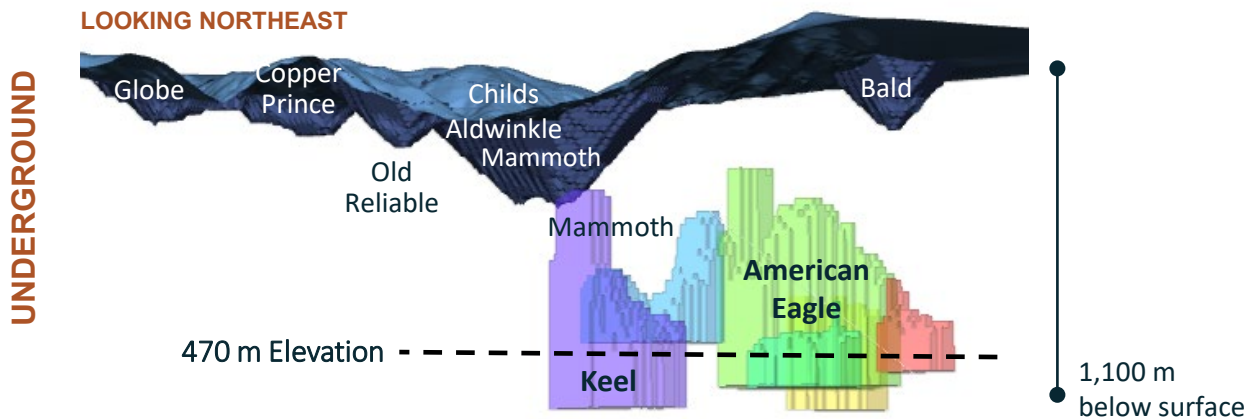 LOOKING NORTHEAST
UNDERGROUND
Globe
Copper
Prince
Childs
Aldwinkle
Mammoth
Bald
Old
Reliable
Mammoth
American
Eagle
470 m Elevation
Keel
1,100 m
below surface